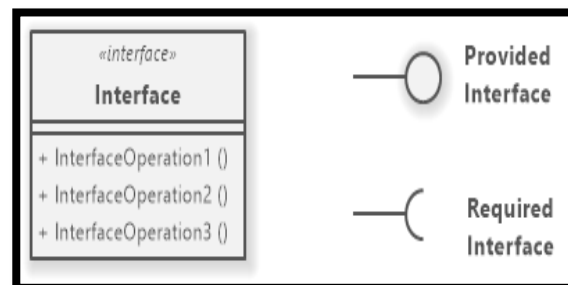 «interface»
Interface
+ InterfaceOperation1 ()
+ InterfaceOperation2 ()
+ InterfaceOperation3 ()
Provided
Interface
Required
Interface